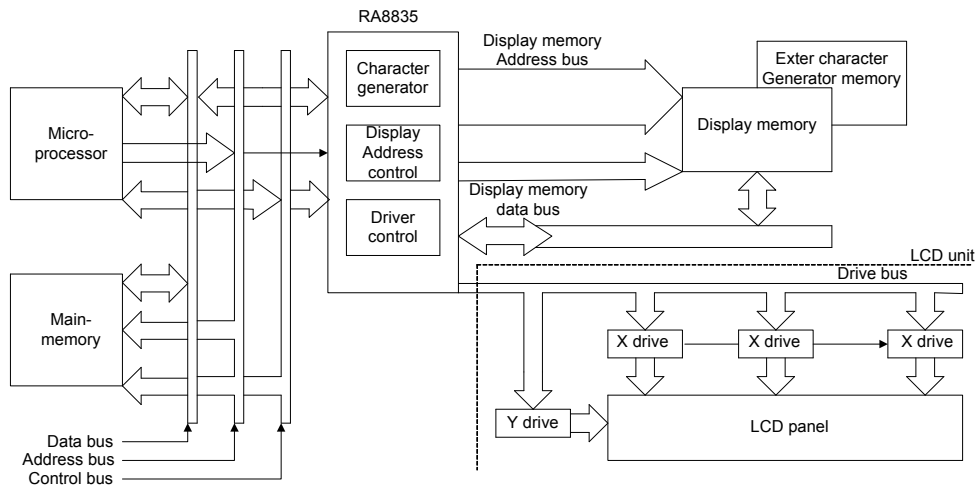 RA8835
Character
generator
Display memory
Address bus
Exter character
Generator memory
Micro-
processor
Display
Address
control
Display memory
Display memory
data bus
Driver
control
LCD unit
Drive bus
Main-
memory
X drive
X drive
X drive
Y drive
LCD panel
Data bus
Address bus
Control bus